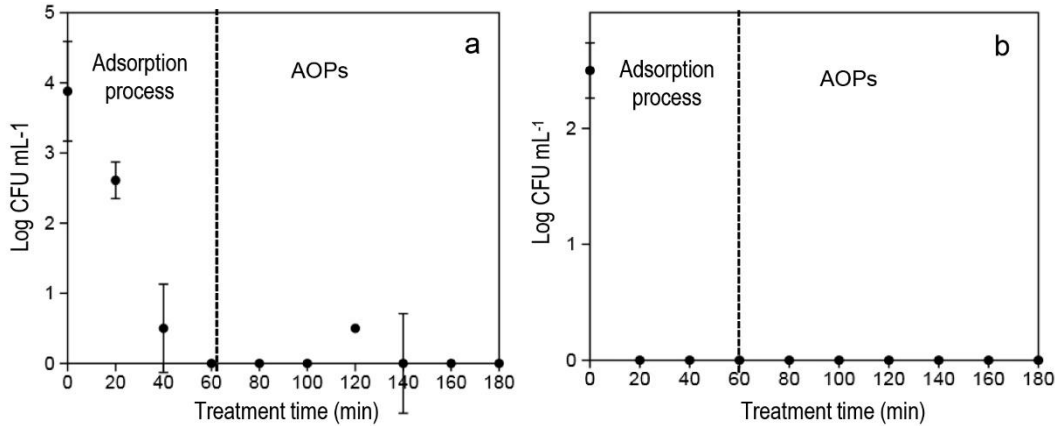 a
5
4
3
2
1
0
Log CFU mL-1
Adsorption
process
AOPs
0 20 40 60 80 100 120 140 160 180
Treatment time (min)
b
2
1
0
Log CFU mL⁻¹
Adsorption
process
AOPs
0 20 40 60 80 100 120 140 160 180
Treatment time (min)